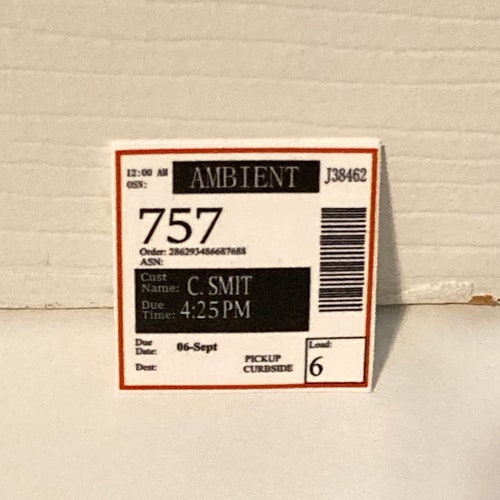 12:00 AM AMBIENT J38462
OSN:
757
Order: 286293486687688
ASN:
Cust
Name: C. SMIT
Due
Time: 4:25PM
Due
Date: 06-Sept
Dest:
PICKUP
CURBSIDE
Load:
6